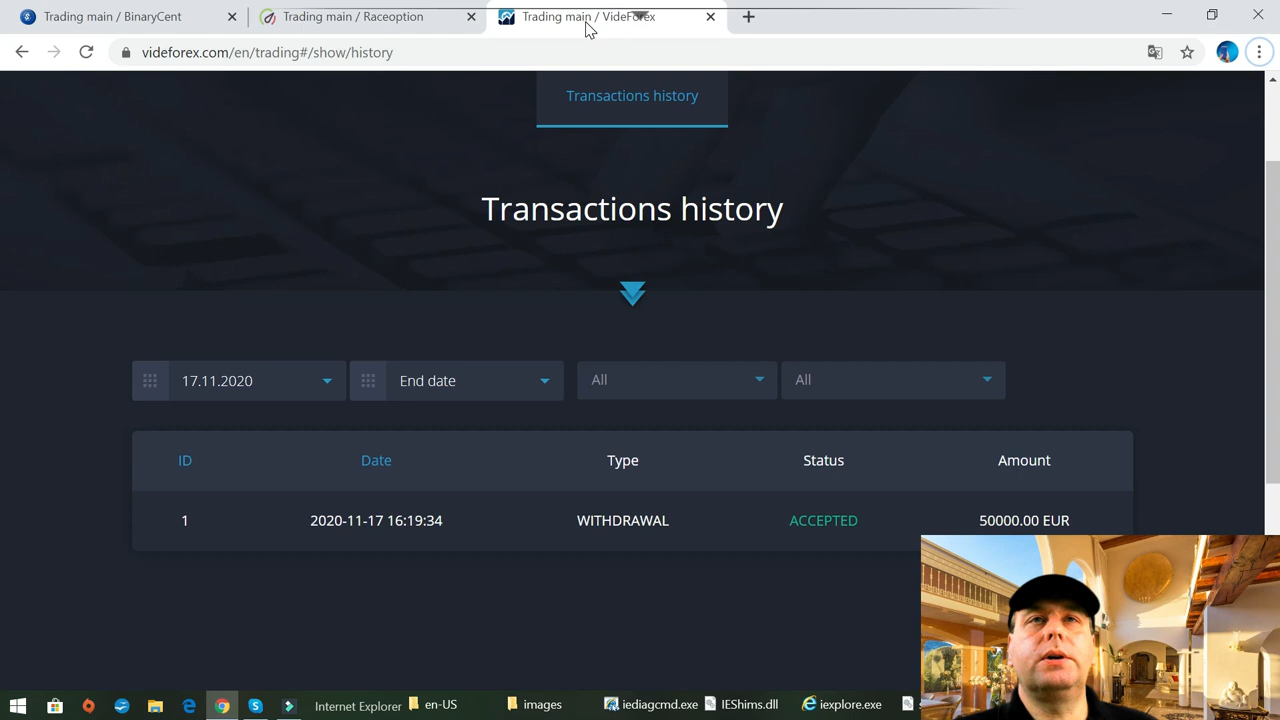 Trading main / BinaryCent
Trading main / Raceoption
Trading main / VideForex
videforex.com/en/trading#/show/history
Transactions history
Transactions history
17.11.2020
End date
All
All
ID Date Type Status Amount
1 2020-11-17 16:19:34 WITHDRAWAL ACCEPTED 50000.00 EUR
Internet Explorer en-US images iediagcmd.exe IEShims.dll iexplore.exe